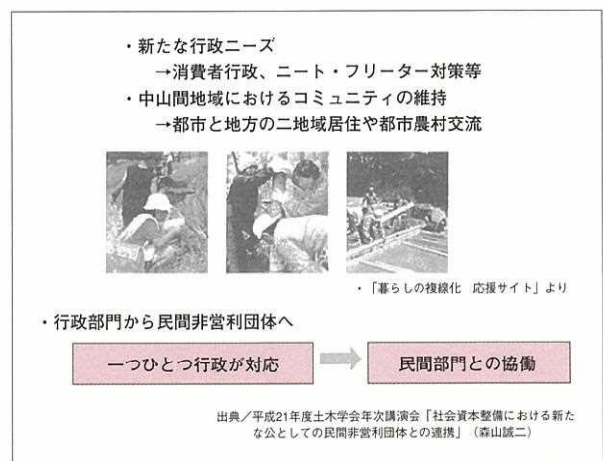 ・新たな行政ニーズ
→消費者行政、ニート・フリーター対策等
・中山間地域におけるコミュニティの維持
→都市と地方の二地域居住や都市農村交流
・「暮らしの複線化　応援サイト」より
・行政部門から民間非営利団体へ
一つひとつ行政が対応
民間部門との協働
出典／平成21年度土木学会年次講演会「社会資本整備における新た
な公としての民間非営利団体との連携」（森山誠二）